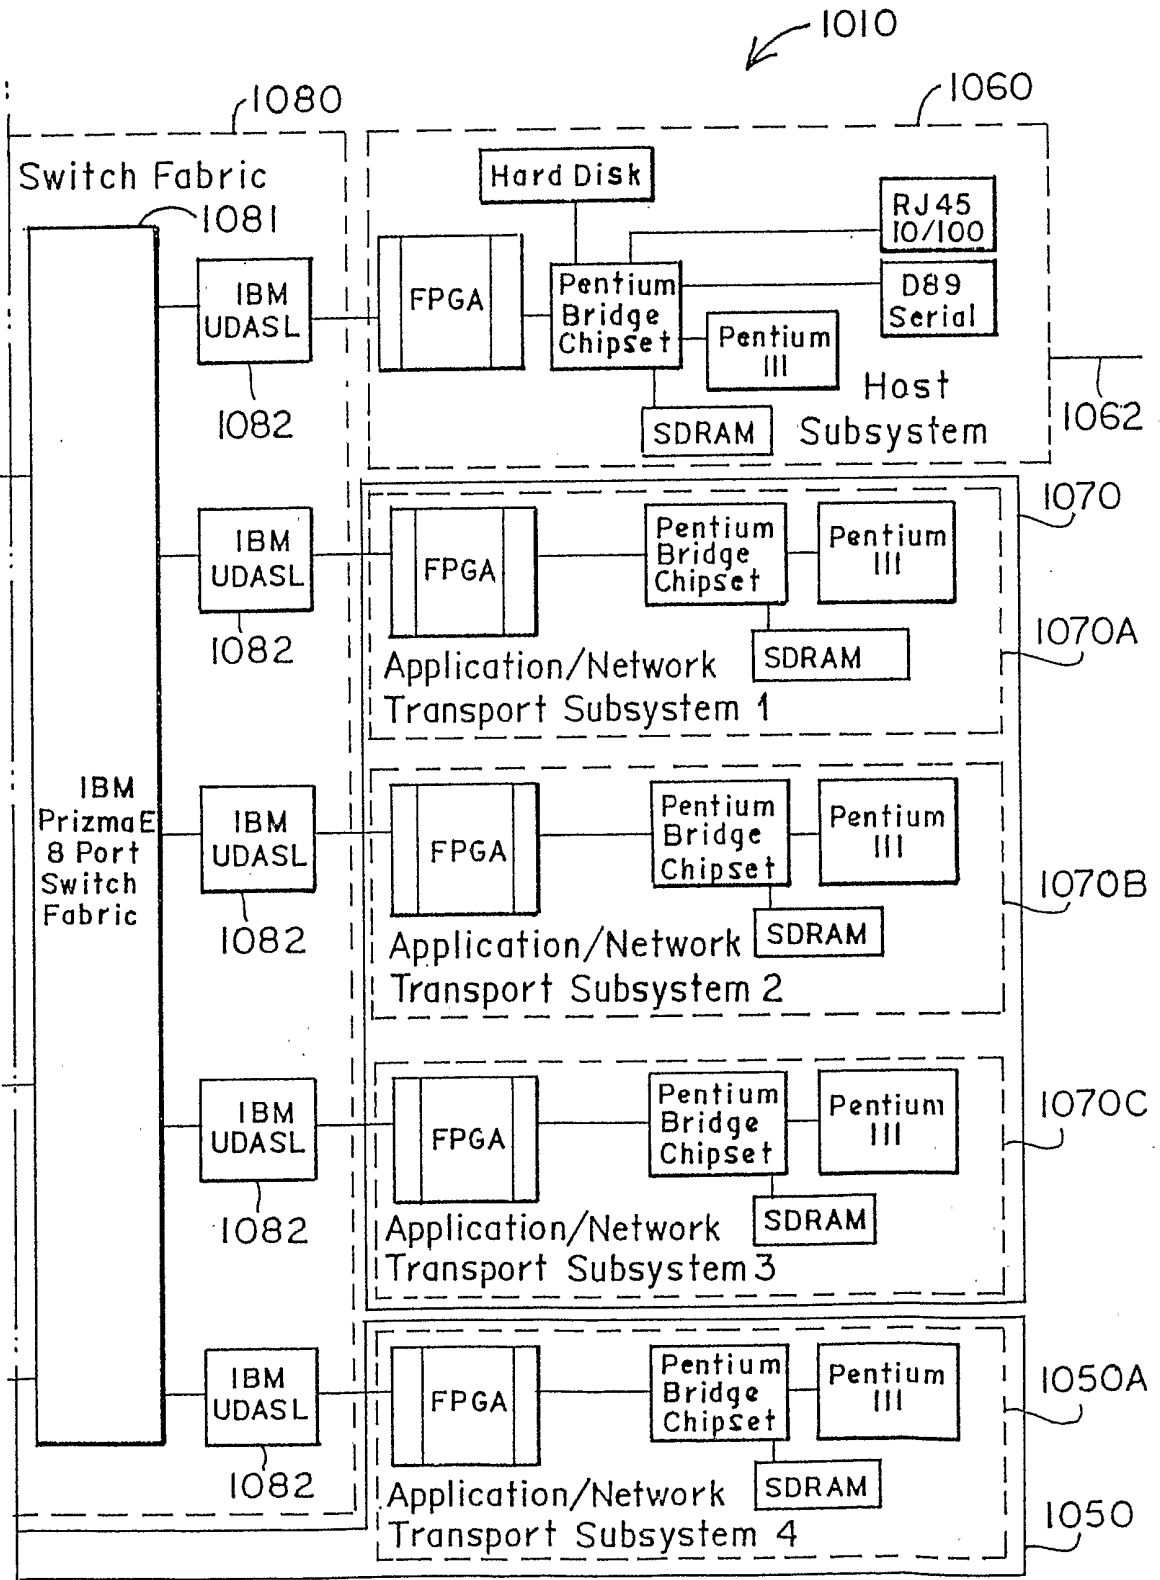 1010
1080
1060
Switch Fabric
1081
Hard Disk
RJ45
10/100
IBM
UDASL
FPGA
Pentium
Bridge
Chipset
D89
Serial
Pentium
III
1082
SDRAM
Host
Subsystem
1062
1070
IBM
UDASL
FPGA
Pentium
Bridge
Chipset
Pentium
III
1082
SDRAM
1070A
Application/Network
Transport Subsystem 1
IBM
PrizmaE
8 Port
Switch
Fabric
IBM
UDASL
FPGA
Pentium
Bridge
Chipset
Pentium
III
1070B
1082
SDRAM
Application/Network
Transport Subsystem 2
IBM
UDASL
FPGA
Pentium
Bridge
Chipset
Pentium
III
1070C
1082
SDRAM
Application/Network
Transport Subsystem 3
IBM
UDASL
FPGA
Pentium
Bridge
Chipset
Pentium
III
1050A
1082
SDRAM
Application/Network
Transport Subsystem 4
1050